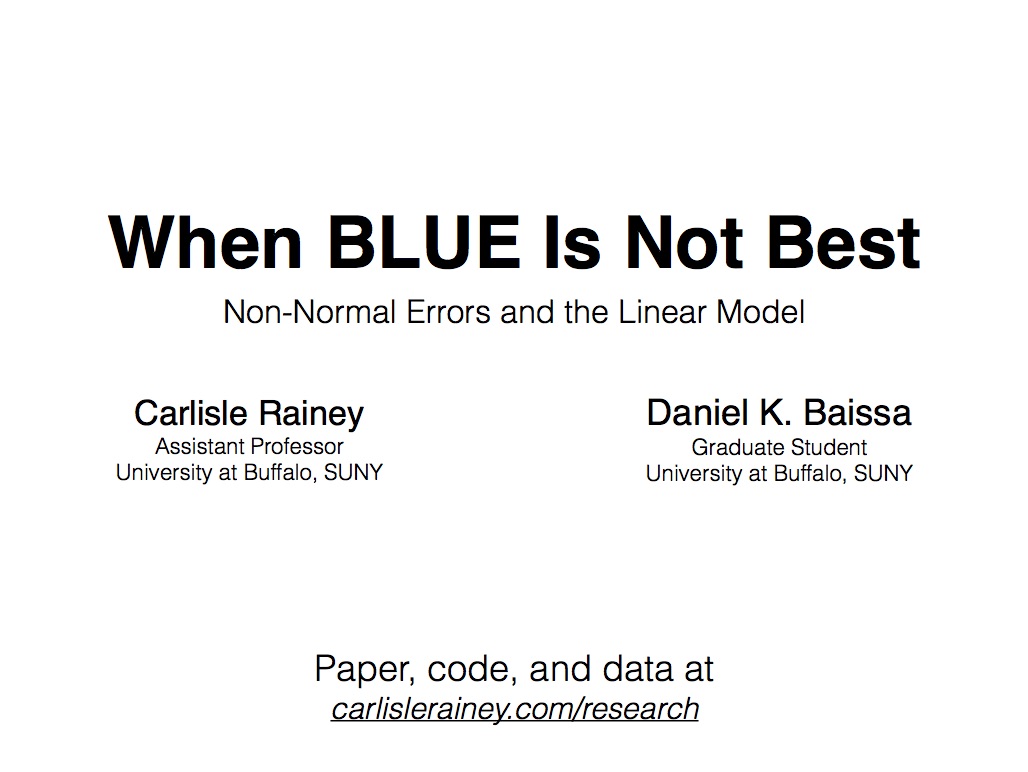 When BLUE Is Not Best
Non-Normal Errors and the Linear Model
Carlisle Rainey
Assistant Professor
University at Buffalo, SUNY
Daniel K. Baissa
Graduate Student
University at Buffalo, SUNY
Paper, code, and data at
carlislerainey.com/research